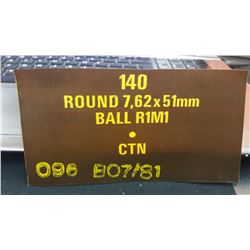 140
ROUND 7,62x51mm
BALL R1M1
•
CTN
096 B07/81